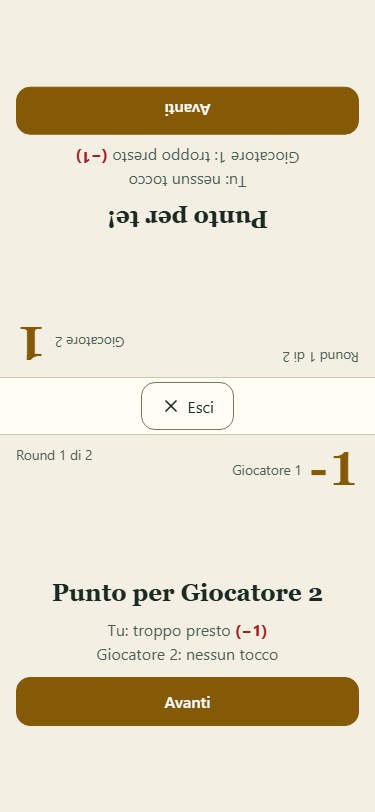 Avanti
Giocatore 1: troppo presto (−1)
Tu: nessun tocco
Punto per te!
1 Giocatore 2
Round 1 di 2
Esci
Round 1 di 2
Giocatore 1 -1
Punto per Giocatore 2
Tu: troppo presto (−1)
Giocatore 2: nessun tocco
Avanti